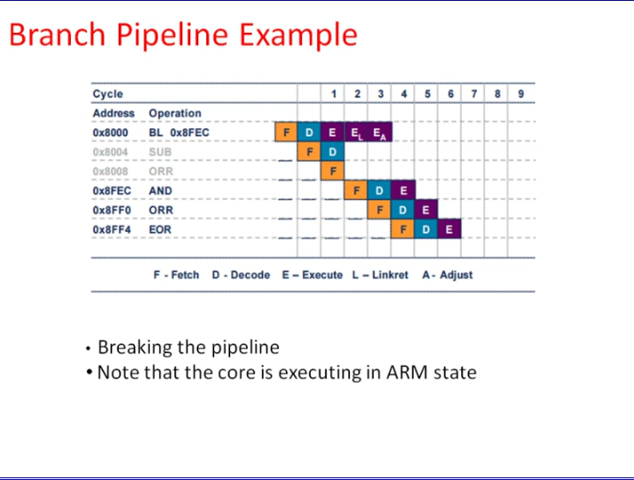 Branch Pipeline Example
Cycle 1 2 3 4 5 6 7 8 9
Address Operation
0x8000 BL 0x8FEC F D E EL EA
0x8004 SUB F D
0x8008 ORR F
0x8FEC AND F D E
0x8FF0 ORR F D E
0x8FF4 EOR F D E
F - Fetch D - Decode E – Execute L – Linkret A - Adjust
• Breaking the pipeline
• Note that the core is executing in ARM state